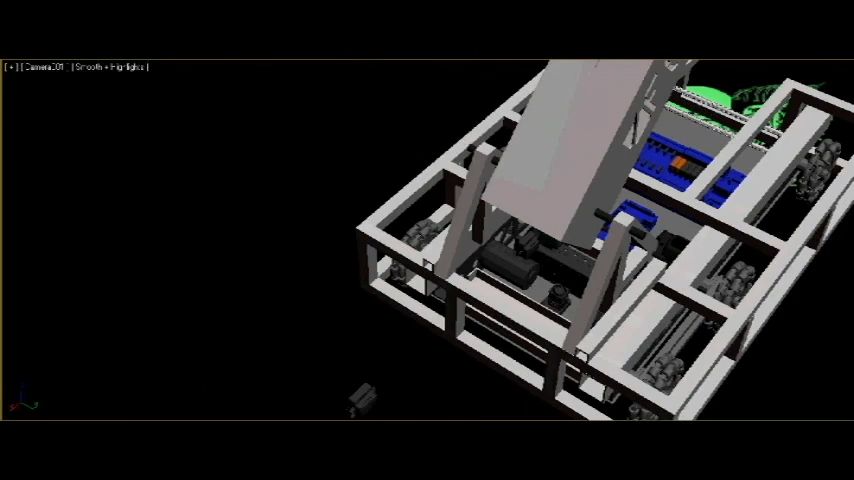 [ + ] [ Camera001 ] [ Smooth + Highlights ]